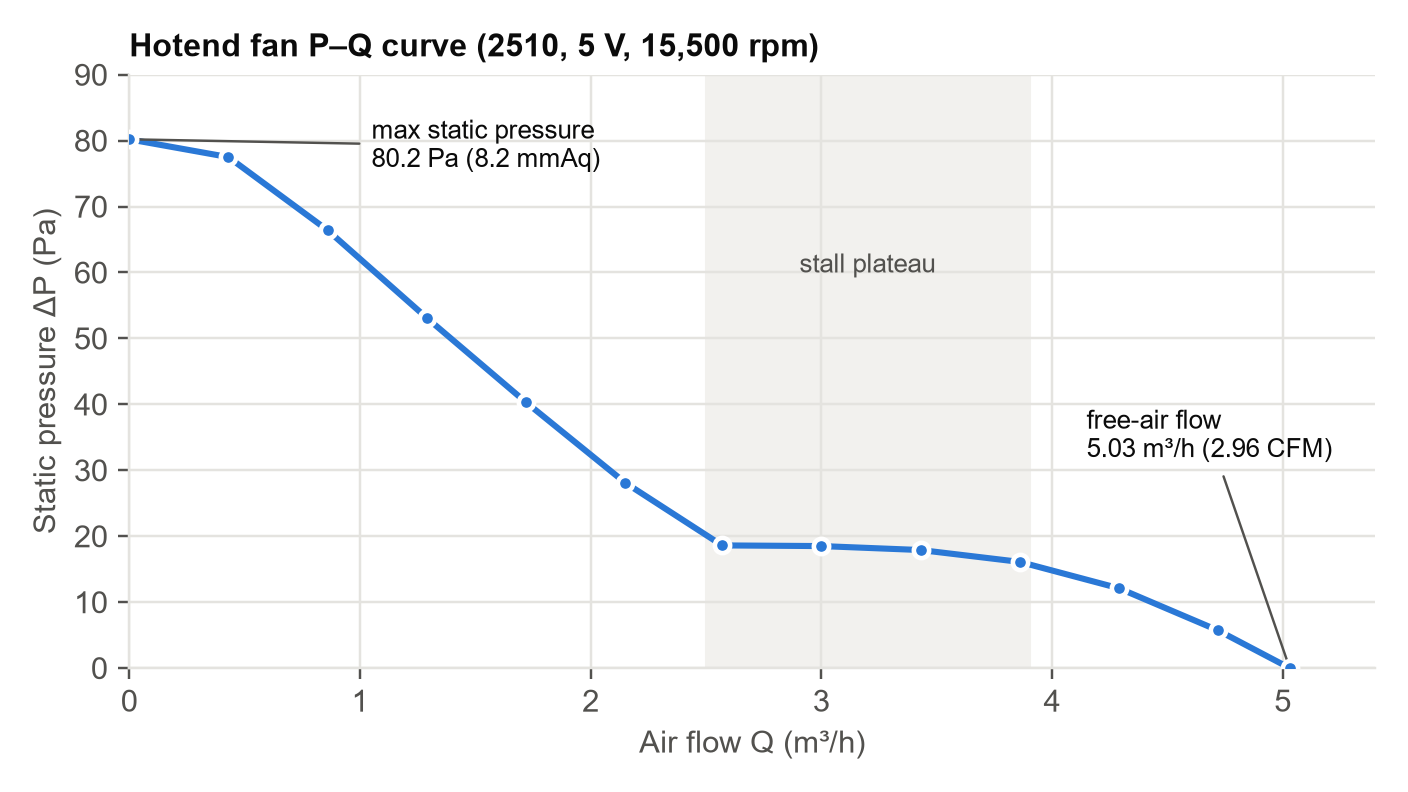 Hotend fan P–Q curve (2510, 5 V, 15,500 rpm)
90
80
70
60
50
40
30
20
10
0
Static pressure ΔP (Pa)
max static pressure
80.2 Pa (8.2 mmAq)
stall plateau
free-air flow
5.03 m³/h (2.96 CFM)
0 1 2 3 4 5
Air flow Q (m³/h)